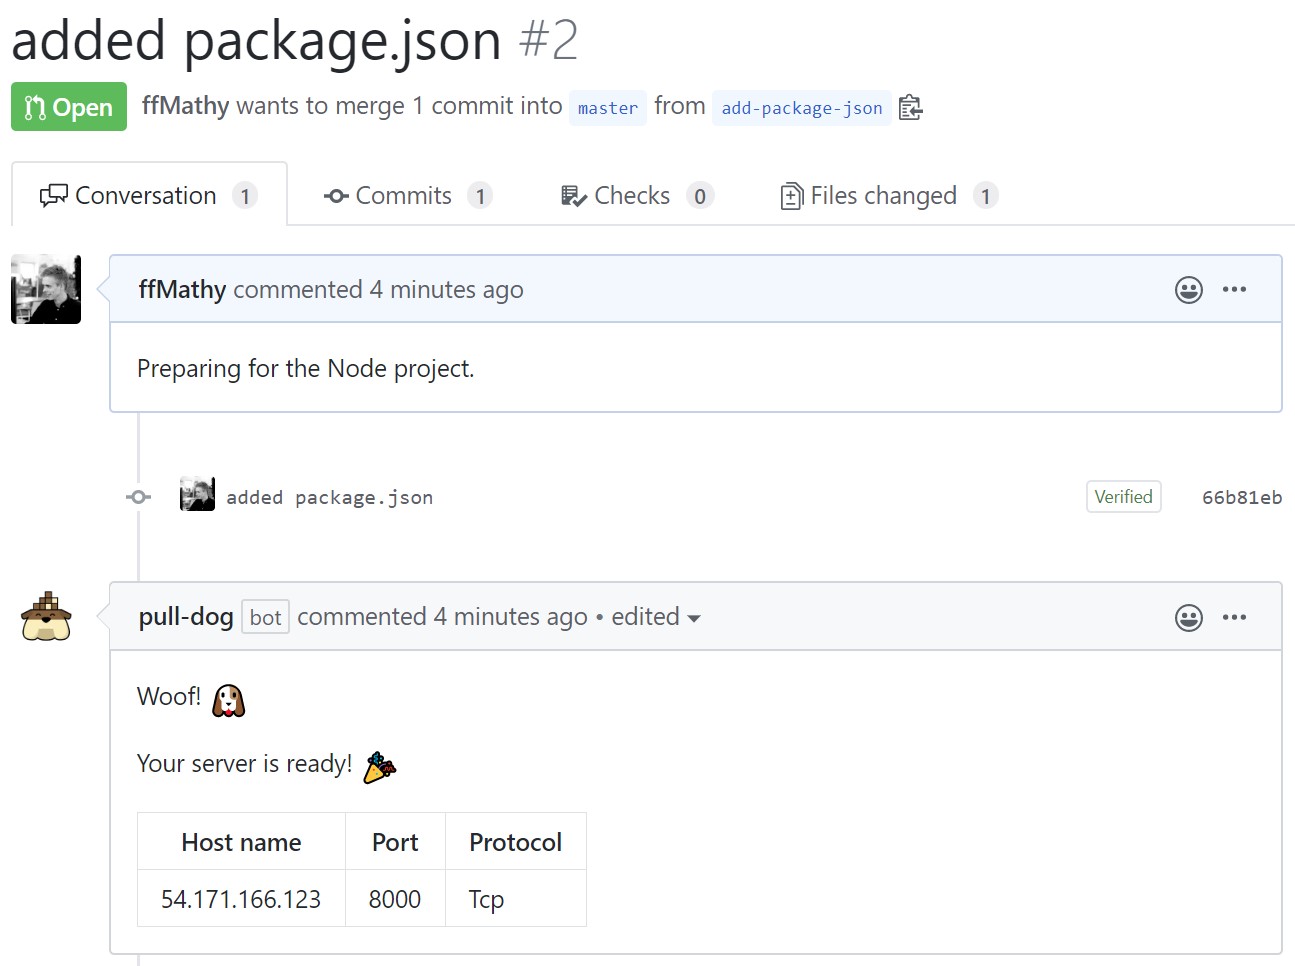 added package.json #2
Open ffMathy wants to merge 1 commit into master from add-package-json
Conversation 1 Commits 1 Checks 0 Files changed 1
ffMathy commented 4 minutes ago
Preparing for the Node project.
added package.json Verified 66b81eb
pull-dog bot commented 4 minutes ago • edited
Woof!
Your server is ready!
Host name Port Protocol
54.171.166.123 8000 Tcp